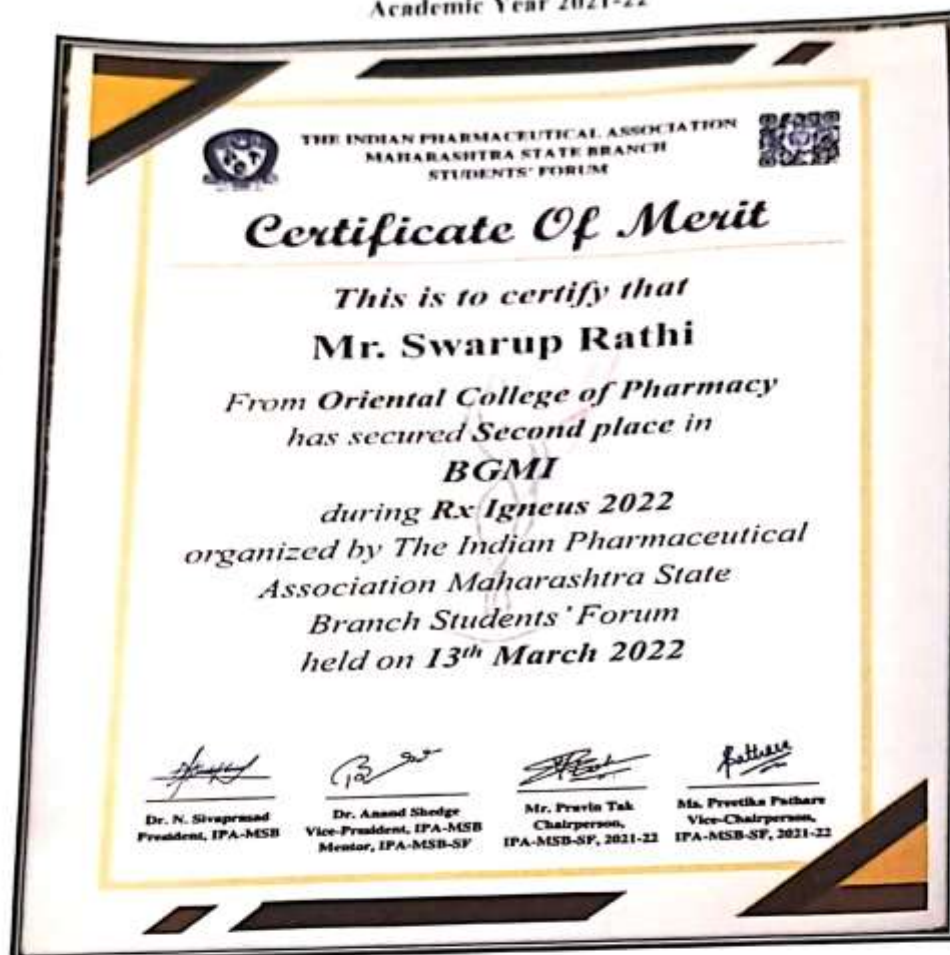 Academic Year 2021-22
THE INDIAN PHARMACEUTICAL ASSOCIATION
MAHARASHTRA STATE BRANCH
STUDENTS' FORUM
Certificate Of Merit
This is to certify that
Mr. Swarup Rathi
From Oriental College of Pharmacy
has secured Second place in
BGMI
during Rx Igneus 2022
organized by The Indian Pharmaceutical
Association Maharashtra State
Branch Students' Forum
held on 13th March 2022
Dr. N. Sivaprasad
President, IPA-MSB
Dr. Anand Shedge
Vice-President, IPA-MSB
Mentor, IPA-MSB-SF
Mr. Pravin Tak
Chairperson,
IPA-MSB-SF, 2021-22
Ms. Preetika Pathare
Vice-Chairperson,
IPA-MSB-SF, 2021-22